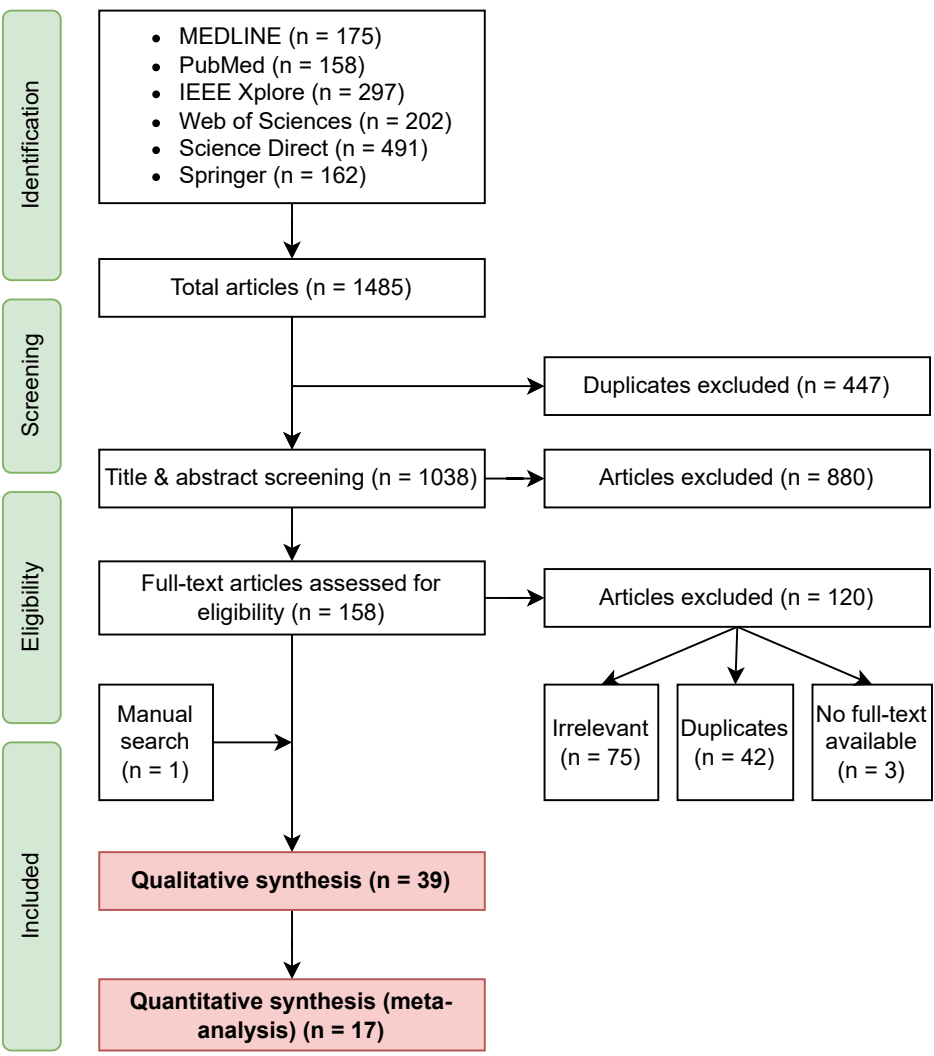 Identification
• MEDLINE (n = 175)
• PubMed (n = 158)
• IEEE Xplore (n = 297)
• Web of Sciences (n = 202)
• Science Direct (n = 491)
• Springer (n = 162)
Total articles (n = 1485)
Screening
Duplicates excluded (n = 447)
Title & abstract screening (n = 1038)
Articles excluded (n = 880)
Eligibility
Full-text articles assessed for
eligibility (n = 158)
Articles excluded (n = 120)
Irrelevant
(n = 75)
Duplicates
(n = 42)
No full-text
available
(n = 3)
Manual
search
(n = 1)
Included
Qualitative synthesis (n = 39)
Quantitative synthesis (meta-
analysis) (n = 17)